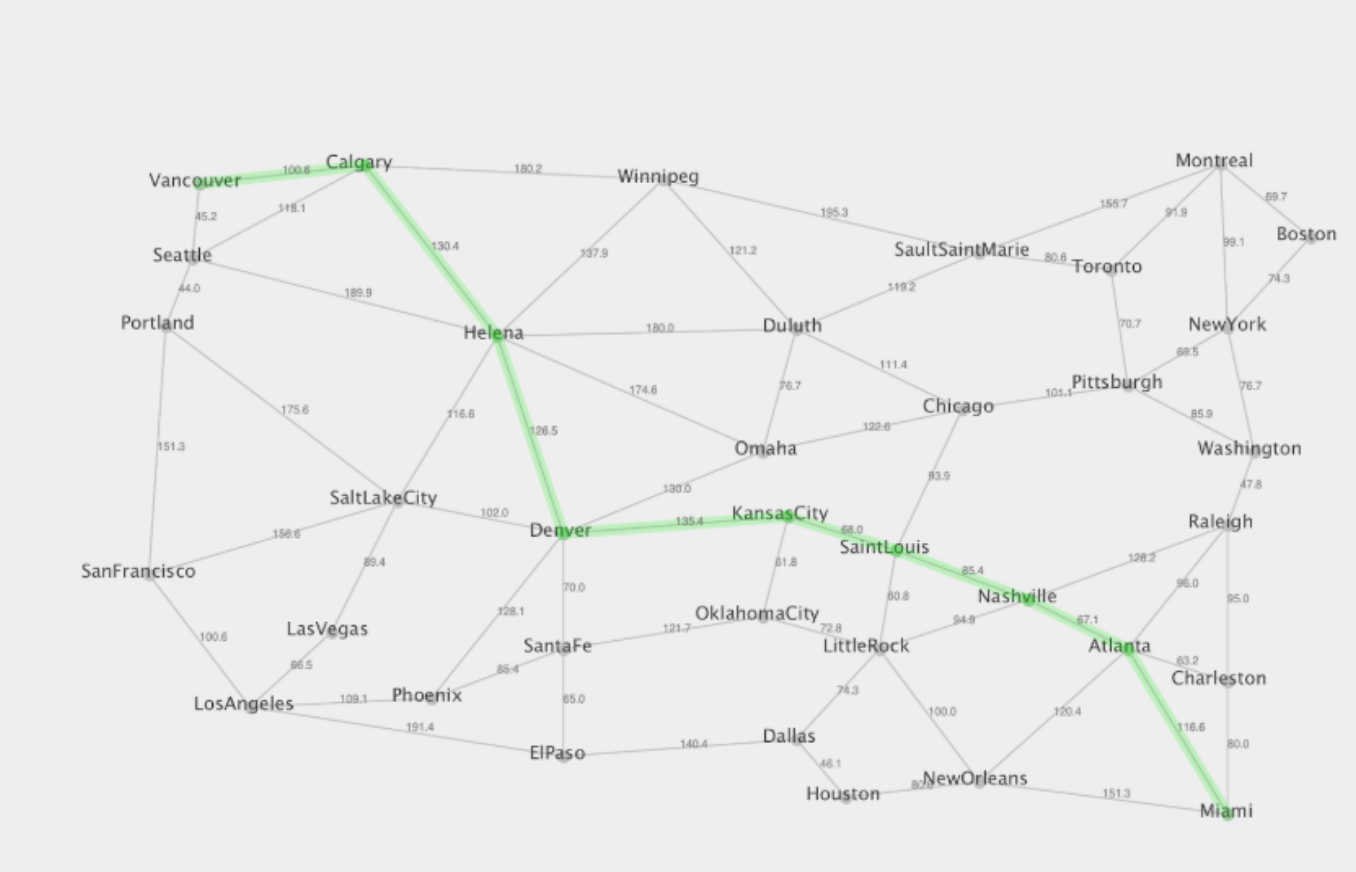 Montreal
Calgary
100.6
180.2
Winnipeg
Vancouver
59.7
155.7
91.9
118.1
195.3
45.2
Boston
99.1
130.4
137.9
121.2
SaultSaintMarie
Seattle
80.6
Toronto
74.3
44.0
119.2
189.9
Portland
70.7
NewYork
Helena
180.0
Duluth
69.5
111.4
Pittsburgh
76.7
76.7
174.6
101.1
Chicago
175.6
116.6
85.9
122.6
126.5
151.3
Omaha
Washington
93.9
47.8
130.0
SaltLakeCity
102.0
KansasCity
135.4
Raleigh
Denver
68.0
156.6
SaintLouis
128.2
89.4
61.8
SanFrancisco
85.4
70.0
96.0
Nashville
60.8
95.0
128.1
OklahomaCity
94.9
67.1
LasVegas
121.7
72.8
100.6
SantaFe
LittleRock
Atlanta
66.5
85.4
63.2
Charleston
74.3
Phoenix
109.1
65.0
LosAngeles
100.0
120.4
191.4
116.6
Dallas
140.4
80.0
ElPaso
46.1
NewOrleans
Houston
151.3
Miami